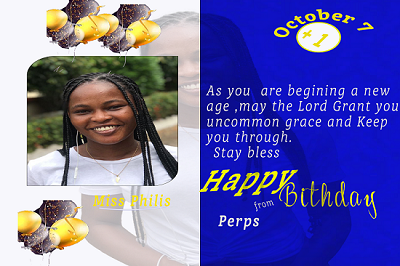 October 7
+1
As you are begining a new
age ,may the Lord Grant you
uncommon grace and Keep
you through.
Stay bless
Happy
Bithday
from
Perps
Miss Philis